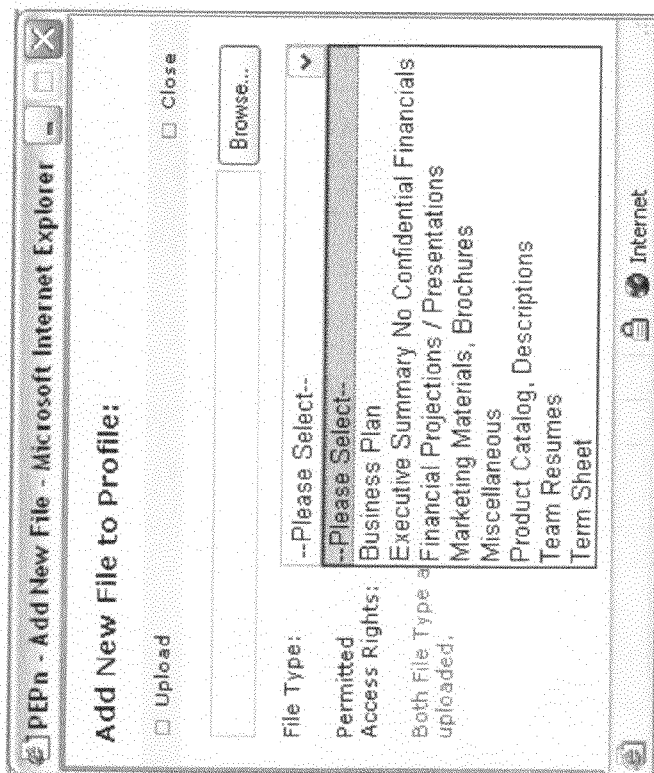 PEPn - Add New File - Microsoft Internet Explorer
Add New File to Profile:
Upload
Close
Browse...
File Type:
--Please Select--
--Please Select--
Business Plan
Executive Summary No Confidential Financials
Financial Projections / Presentations
Marketing Materials, Brochures
Miscellaneous
Product Catalog, Descriptions
Team Resumes
Term Sheet
Permitted
Access Rights:
Both File Type a
uploaded.
Internet